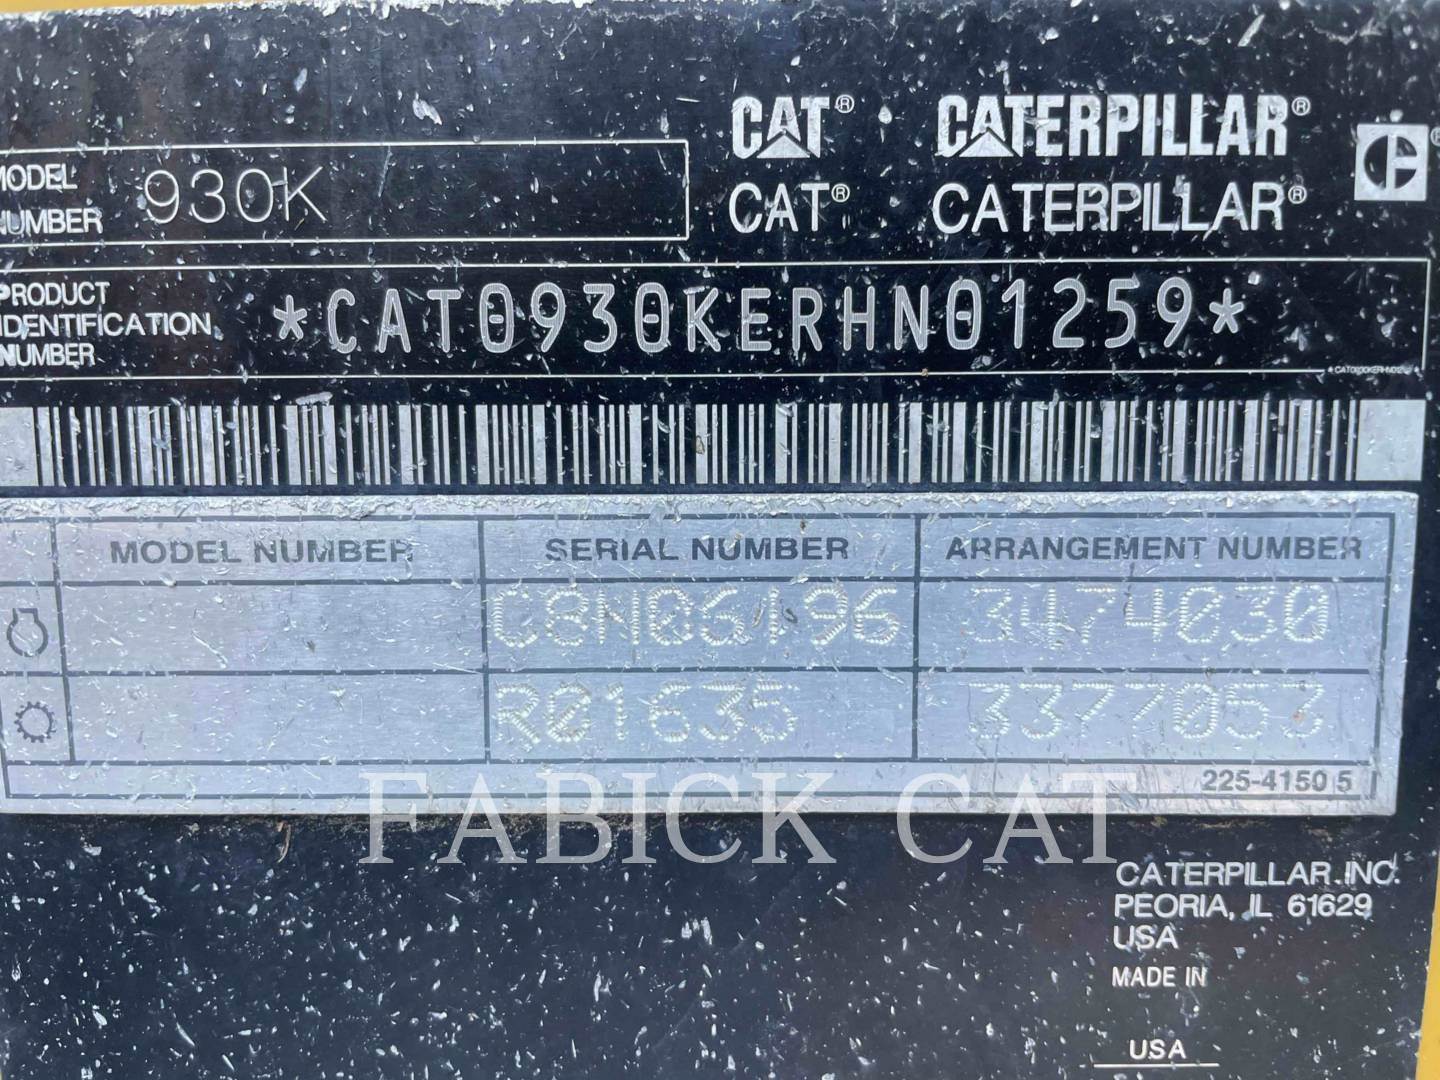 CAT® CATERPILLAR®
MODEL NUMBER 930K
CAT® CATERPILLAR®
PRODUCT IDENTIFICATION NUMBER *CAT0930KERHN01259*
MODEL NUMBER SERIAL NUMBER ARRANGEMENT NUMBER
C8N06196 3474030
R01635
225-4150 5
FABICK CAT
CATERPILLAR INC.
PEORIA, IL 61629
USA
MADE IN
USA